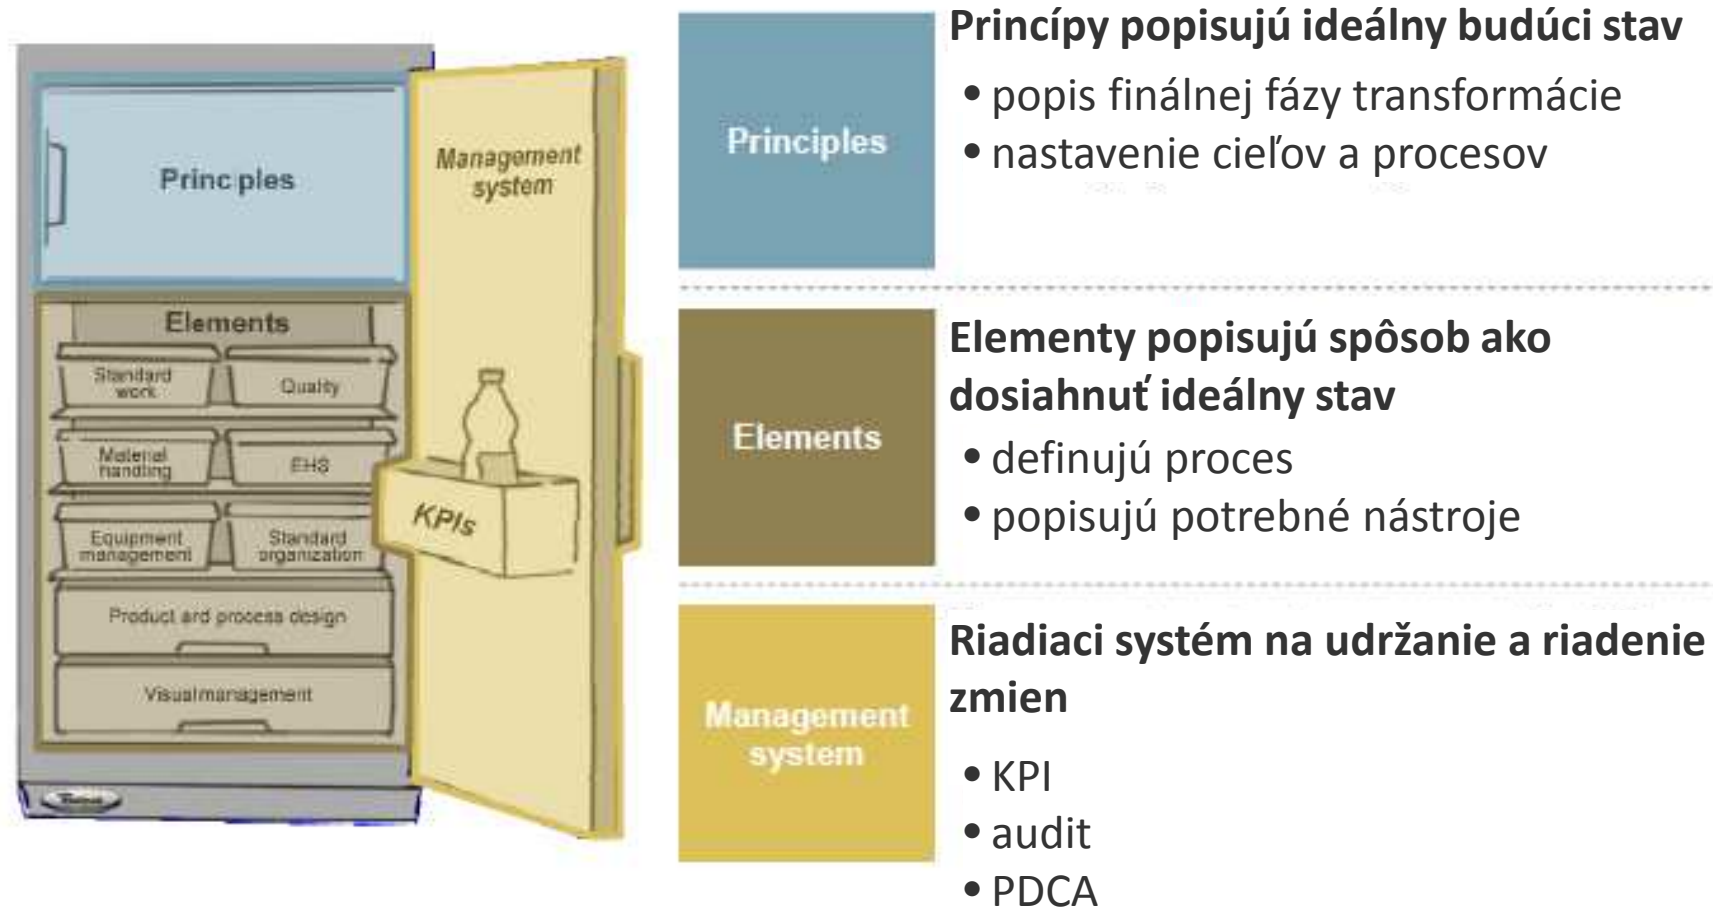 Princ ples
Management
system
Elements
Standard
work
Quality
Material
handling
EHS
Equipment
management
Standard
organization
Product and process design
Visual management
KPIs
Principles
Princípy popisujú ideálny budúci stav
• popis finálnej fázy transformácie
• nastavenie cieľov a procesov
Elements
Elementy popisujú spôsob ako
dosiahnuť ideálny stav
• definujú proces
• popisujú potrebné nástroje
Management
system
Riadiaci systém na udržanie a riadenie
zmien
• KPI
• audit
• PDCA